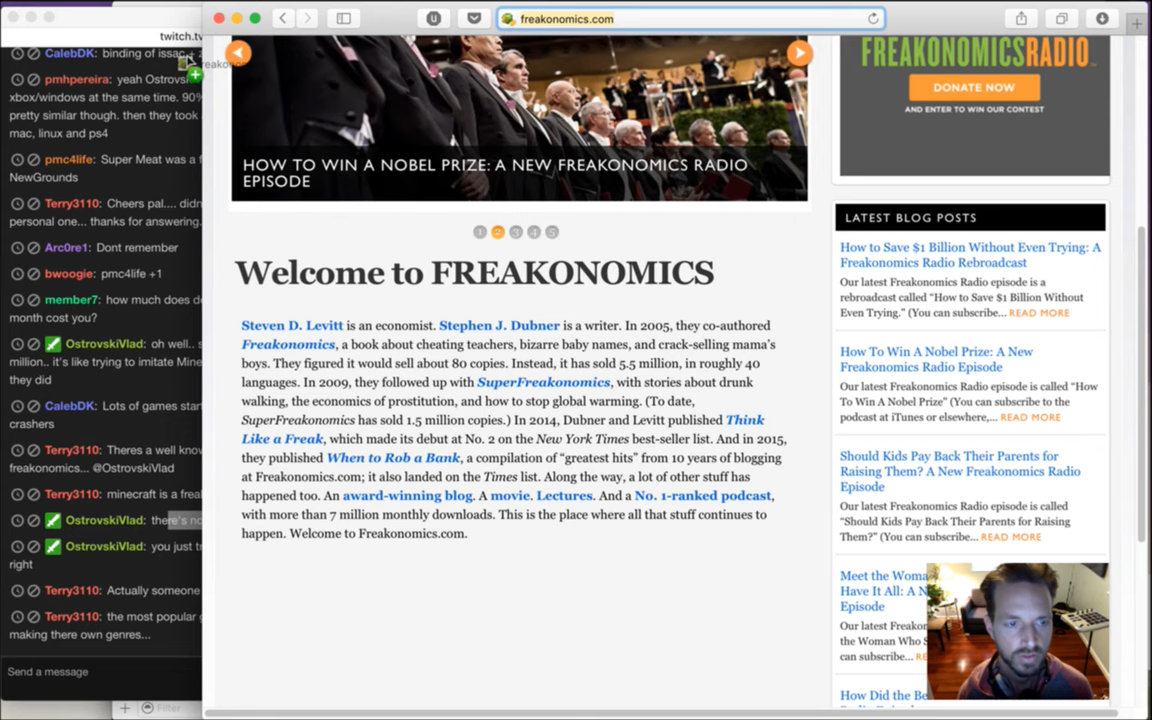 twitch.tv
CalebDK: binding of issac
pmhpereira: yeah Ostrovsk
xbox/windows at the same time. 90%
pretty similar though. then they took
mac, linux and ps4
pmc4life: Super Meat was a f
NewGrounds
Terry3110: Cheers pal.... didn
personal one... thanks for answering.
Arc0re1: Dont remember
bwoogie: pmc4life +1
member7: how much does
month cost you?
OstrovskiVlad: oh well.. s
million.. it's like trying to imitate Mine
they did
CalebDK: Lots of games star
crashers
Terry3110: Theres a well know
freakonomics... @OstrovskiVlad
Terry3110: minecraft is a frea
OstrovskiVlad: there's no
OstrovskiVlad: you just t
right
Terry3110: Actually someone
Terry3110: the most popular
making there own genres...
Send a message
Filter
freakonomics.com
HOW TO WIN A NOBEL PRIZE: A NEW FREAKONOMICS RADIO
EPISODE
1 2 3 4 5
Welcome to FREAKONOMICS
Steven D. Levitt is an economist. Stephen J. Dubner is a writer. In 2005, they co-authored
Freakonomics, a book about cheating teachers, bizarre baby names, and crack-selling mama's
boys. They figured it would sell about 80 copies. Instead, it has sold 5.5 million, in roughly 40
languages. In 2009, they followed up with SuperFreakonomics, with stories about drunk
walking, the economics of prostitution, and how to stop global warming. (To date,
SuperFreakonomics has sold 1.5 million copies.) In 2014, Dubner and Levitt published Think
Like a Freak, which made its debut at No. 2 on the New York Times best-seller list. And in 2015,
they published When to Rob a Bank, a compilation of "greatest hits" from 10 years of blogging
at Freakonomics.com; it also landed on the Times list. Along the way, a lot of other stuff has
happened too. An award-winning blog. A movie. Lectures. And a No. 1-ranked podcast,
with more than 7 million monthly downloads. This is the place where all that stuff continues to
happen. Welcome to Freakonomics.com.
FREAKONOMICSRADIO
DONATE NOW
AND ENTER TO WIN OUR CONTEST
LATEST BLOG POSTS
How to Save $1 Billion Without Even Trying: A
Freakonomics Radio Rebroadcast
Our latest Freakonomics Radio episode is a
rebroadcast called "How to Save $1 Billion Without
Even Trying." (You can subscribe... READ MORE
How To Win A Nobel Prize: A New
Freakonomics Radio Episode
Our latest Freakonomics Radio episode is called "How
To Win A Nobel Prize" (You can subscribe to the
podcast at iTunes or elsewhere,... READ MORE
Should Kids Pay Back Their Parents for
Raising Them? A New Freakonomics Radio
Episode
Our latest Freakonomics Radio episode is called
"Should Kids Pay Back Their Parents for Raising
Them?" (You can subscribe... READ MORE
Meet the Woma
Have It All: A N
Episode
Our latest Freakon
the Woman Who S
can subscribe... RE
How Did the Be